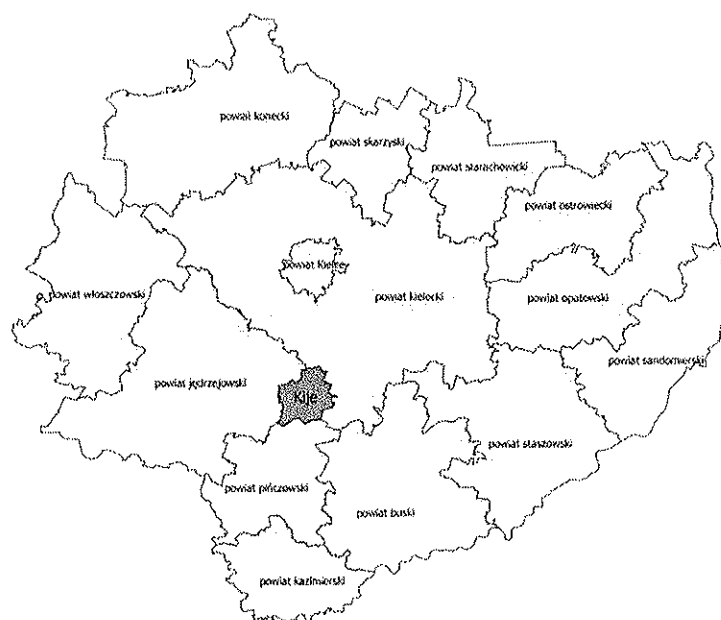 powiat konecki
powiat skarżyski
powiat starachowicki
powiat ostrowiecki
powiat Kielce
powiat włoszczowski
powiat kielecki
powiat opatowski
powiat sandomierski
powiat jędrzejowski
Kije
powiat staszowski
powiat pińczowski
powiat buski
powiat kazimierski